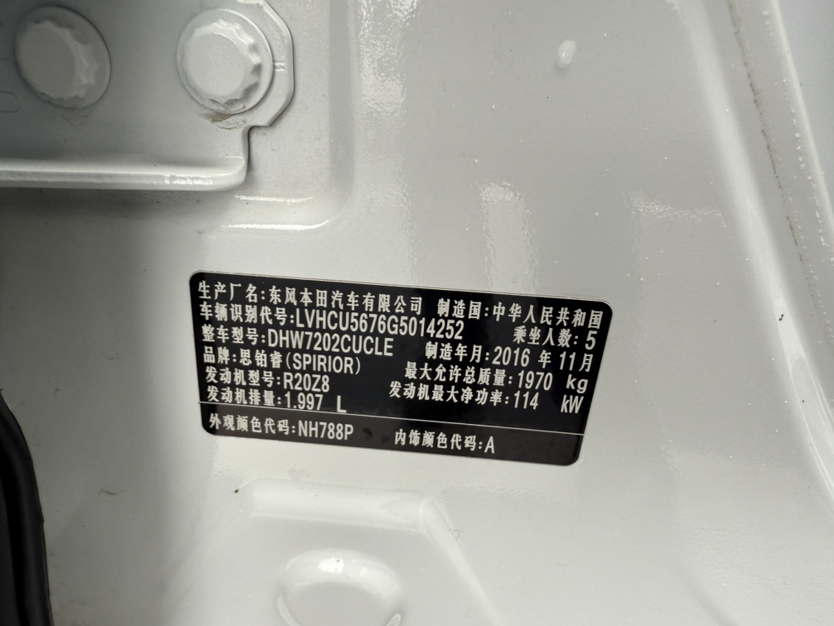 生产厂名:东风本田汽车有限公司 制造国:中华人民共和国
车辆识别代号:LVHCU5676G5014252 乘坐人数:5
整车型号:DHW7202CUCLE 制造年月:2016 年 11月
品牌:思铂睿(SPIRIOR) 最大允许总质量:1970 kg
发动机型号:R20Z8 发动机最大净功率:114 kW
发动机排量:1.997 L
外观颜色代码:NH788P 内饰颜色代码:A